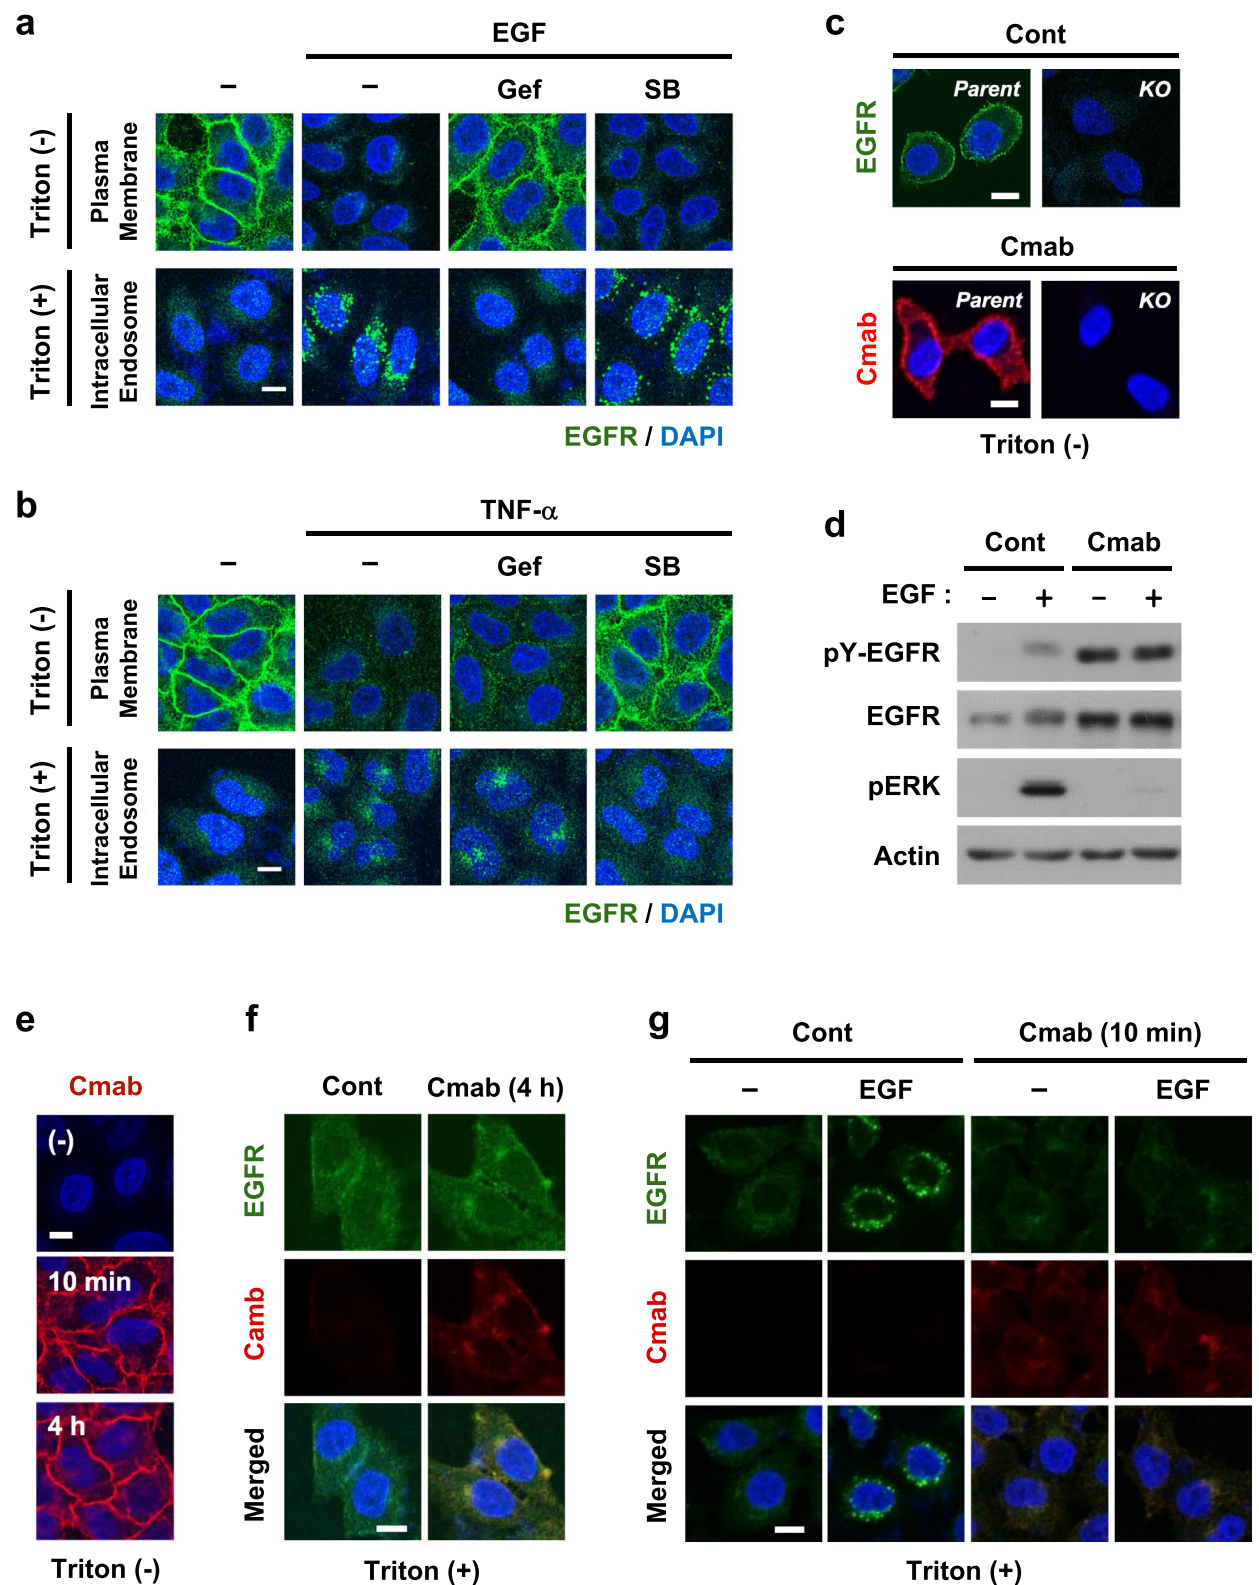 a
EGF
– – Gef SB
Triton (-)
Plasma
Membrane
Triton (+)
Intracellular
Endosome
EGFR / DAPI
b
TNF-α
– – Gef SB
Triton (-)
Plasma
Membrane
Triton (+)
Intracellular
Endosome
EGFR / DAPI
c
Cont
EGFR
Parent KO
Cmab
Cmab
Parent KO
Triton (-)
d
Cont Cmab
EGF : – + – +
pY-EGFR
EGFR
pERK
Actin
e
Cmab
(-)
10 min
4 h
Triton (-)
f
Cont Cmab (4 h)
EGFR
Camb
Merged
Triton (+)
g
Cont Cmab (10 min)
– EGF – EGF
EGFR
Cmab
Merged
Triton (+)